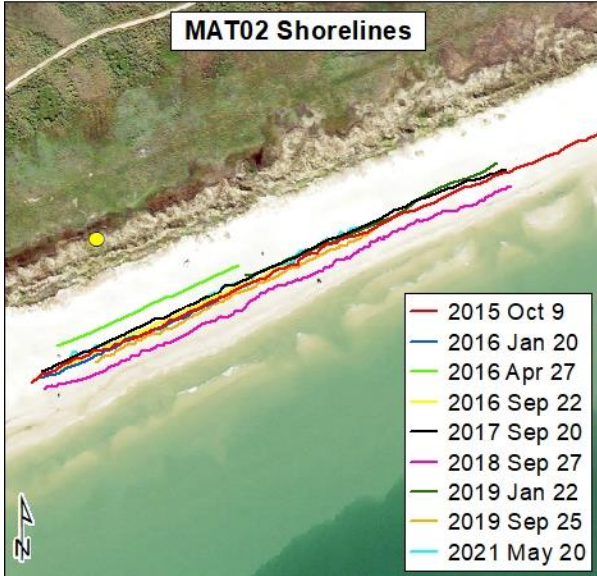 MAT02 Shorelines
2015 Oct 9
2016 Jan 20
2016 Apr 27
2016 Sep 22
2017 Sep 20
2018 Sep 27
2019 Jan 22
2019 Sep 25
2021 May 20
N